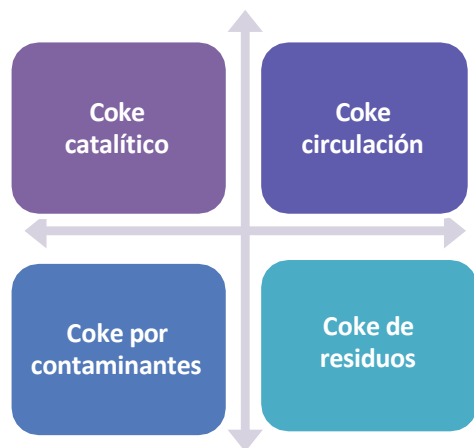 Coke
catalítico
Coke
circulación
Coke por
contaminantes
Coke de
residuos